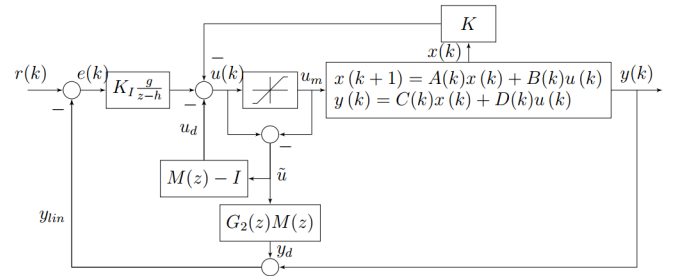 K
x(k)
r(k)
e(k)
K_I g/(z−h)
−
−
u(k)
u_m
x (k + 1) = A(k)x (k) + B(k)u (k)
y (k) = C(k)x (k) + D(k)u (k)
y(k)
−
u_d
−
M(z) − I
ũ
y_lin
G_2(z)M(z)
y_d